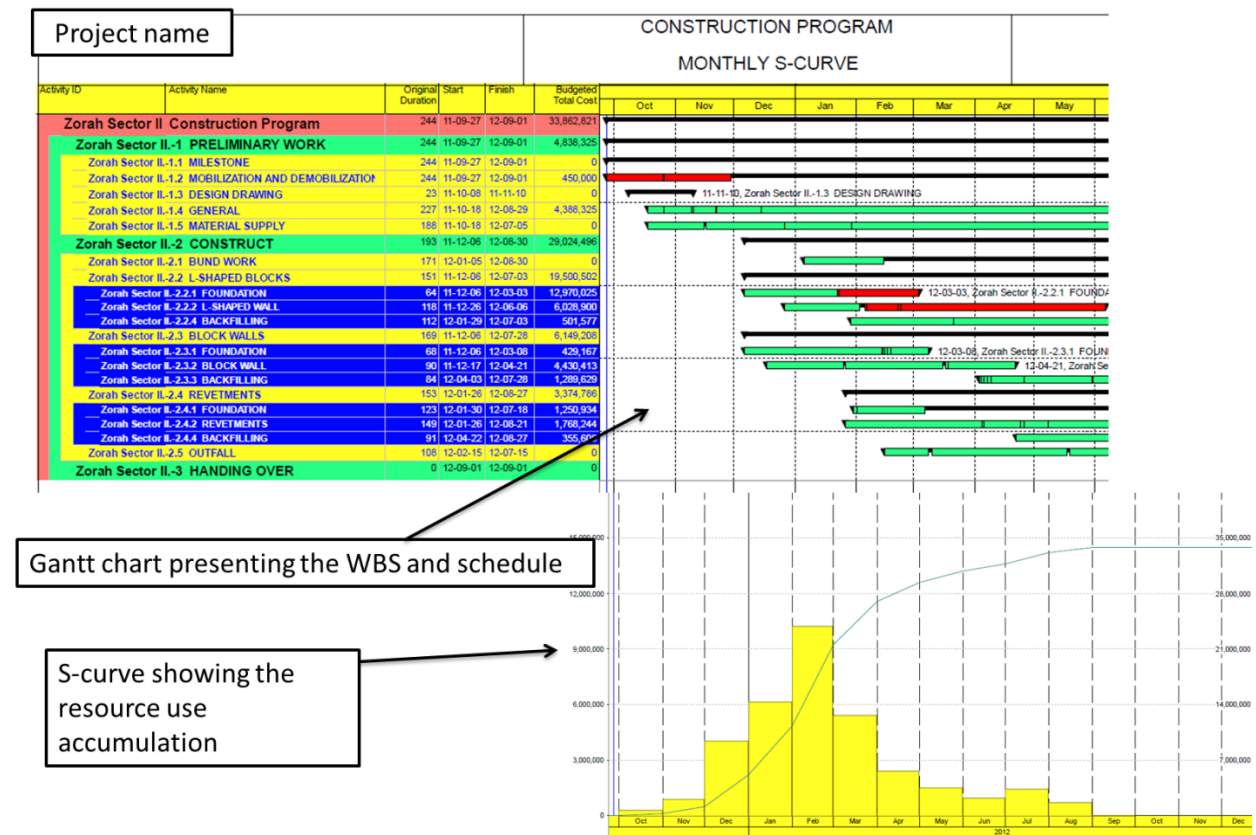 Project name
CONSTRUCTION PROGRAM
MONTHLY S-CURVE
Activity ID Activity Name Original Duration Start Finish Budgeted Total Cost
Oct Nov Dec Jan Feb Mar Apr May
Zorah Sector II Construction Program 244 11-09-27 12-09-01 33,862,821
Zorah Sector II.-1 PRELIMINARY WORK 244 11-09-27 12-09-01 4,838,325
Zorah Sector II.-1.1 MILESTONE 244 11-09-27 12-09-01 0
Zorah Sector II.-1.2 MOBILIZATION AND DEMOBILIZATION 244 11-09-27 12-09-01 450,000
Zorah Sector II.-1.3 DESIGN DRAWING 23 11-10-08 11-11-10 0 11-11-10, Zorah Sector II.-1.3 DESIGN DRAWING
Zorah Sector II.-1.4 GENERAL 227 11-10-18 12-08-29 4,388,325
Zorah Sector II.-1.5 MATERIAL SUPPLY 188 11-10-18 12-07-05 0
Zorah Sector II.-2 CONSTRUCT 193 11-12-06 12-08-30 29,024,496
Zorah Sector II.-2.1 BUND WORK 171 12-01-05 12-08-30 0
Zorah Sector II.-2.2 L-SHAPED BLOCKS 151 11-12-06 12-07-03 19,500,502
Zorah Sector II.-2.2.1 FOUNDATION 64 11-12-06 12-03-03 12,970,025 12-03-03, Zorah Sector II.-2.2.1 FOUNDA
Zorah Sector II.-2.2.2 L-SHAPED WALL 118 11-12-26 12-06-06 6,028,900
Zorah Sector II.-2.2.4 BACKFILLING 112 12-01-29 12-07-03 501,577
Zorah Sector II.-2.3 BLOCK WALLS 169 11-12-06 12-07-28 6,149,208
Zorah Sector II.-2.3.1 FOUNDATION 68 11-12-06 12-03-08 429,167 12-03-08, Zorah Sector II.-2.3.1 FOUN
Zorah Sector II.-2.3.2 BLOCK WALL 90 11-12-17 12-04-21 4,430,413 12-04-21, Zorah Se
Zorah Sector II.-2.3.3 BACKFILLING 84 12-04-03 12-07-28 1,289,629
Zorah Sector II.-2.4 REVETMENTS 153 12-01-26 12-08-27 3,374,786
Zorah Sector II.-2.4.1 FOUNDATION 123 12-01-30 12-07-18 1,250,934
Zorah Sector II.-2.4.2 REVETMENTS 149 12-01-26 12-08-21 1,768,244
Zorah Sector II.-2.4.4 BACKFILLING 91 12-04-22 12-08-27
Zorah Sector II.-2.5 OUTFALL 108 12-02-15 12-07-15 0
Zorah Sector II.-3 HANDING OVER 0 12-09-01 12-09-01 0
Gantt chart presenting the WBS and schedule
S-curve showing the
resource use
accumulation
15,000,000 35,000,000
12,000,000 28,000,000
9,000,000 21,000,000
6,000,000 14,000,000
3,000,000 7,000,000
0
Oct Nov Dec Jan Feb Mar Apr May Jun Jul Aug Sep Oct Nov Dec
2012